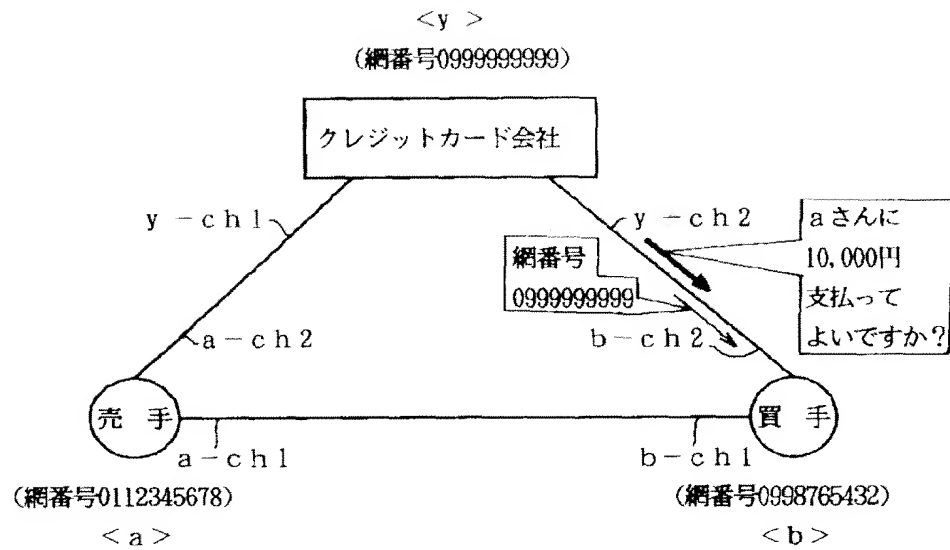 <y>
(網番号0999999999)
クレジットカード会社
y-ch1
y-ch2
aさんに
10,000円
支払って
よいですか?
網番号
0999999999
a-ch2
b-ch2
売 手
買 手
a-ch1
b-ch1
(網番号0112345678)
(網番号0998765432)
<a>
<b>